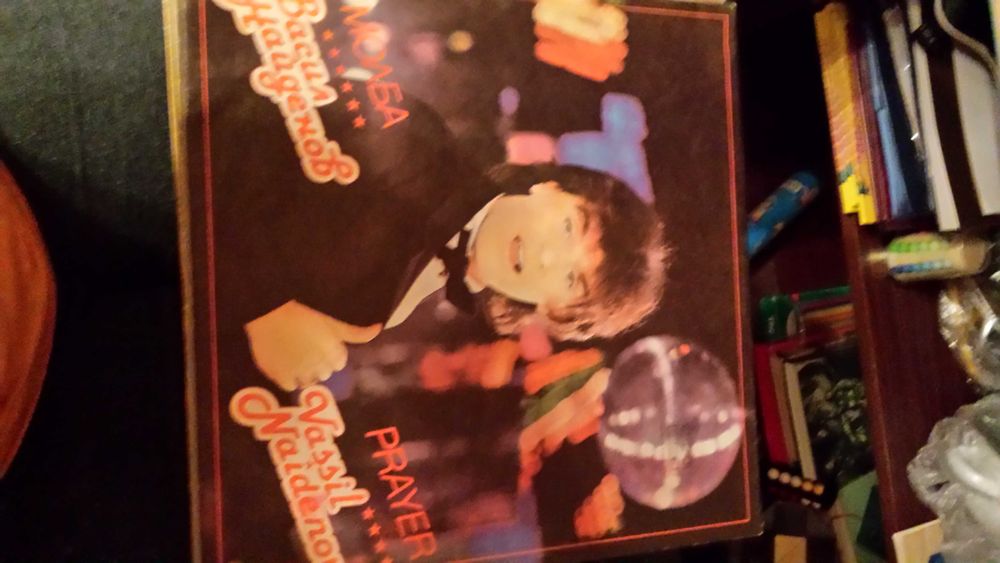 МОЛБА
Васил
Найденов
PRAYER
Vassil
Naidenov